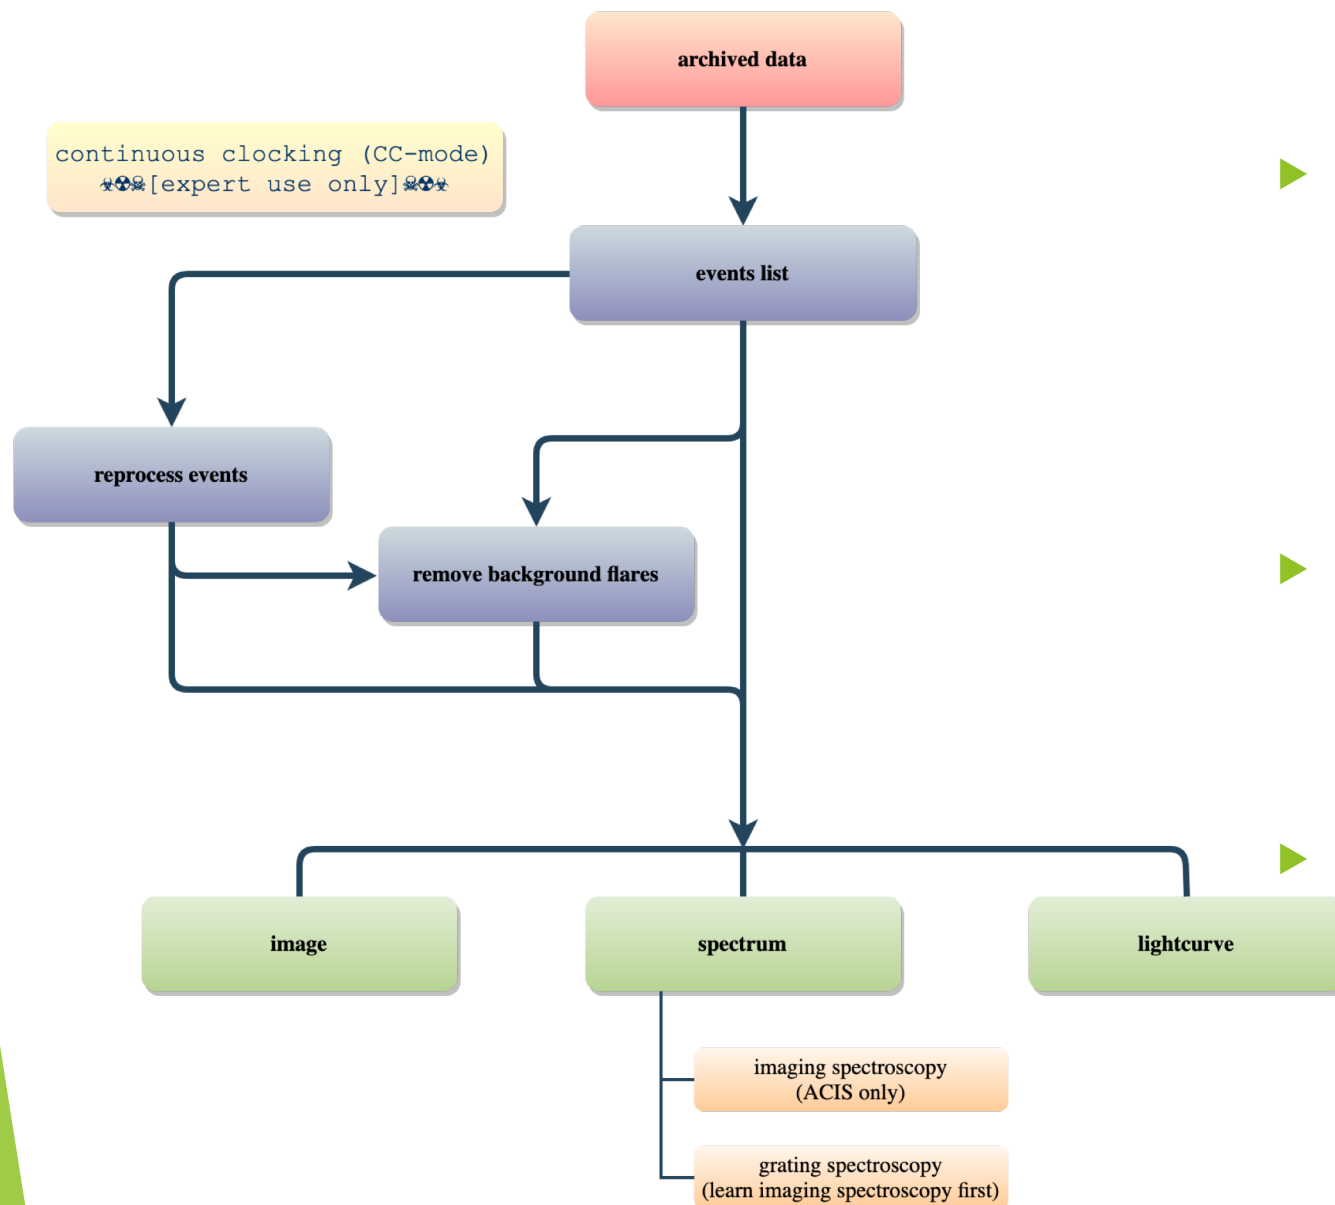 archived data
continuous clocking (CC-mode)
☣☢☠[expert use only]☠☢☣
events list
reprocess events
remove background flares
image
spectrum
lightcurve
imaging spectroscopy
(ACIS only)
grating spectroscopy
(learn imaging spectroscopy first)